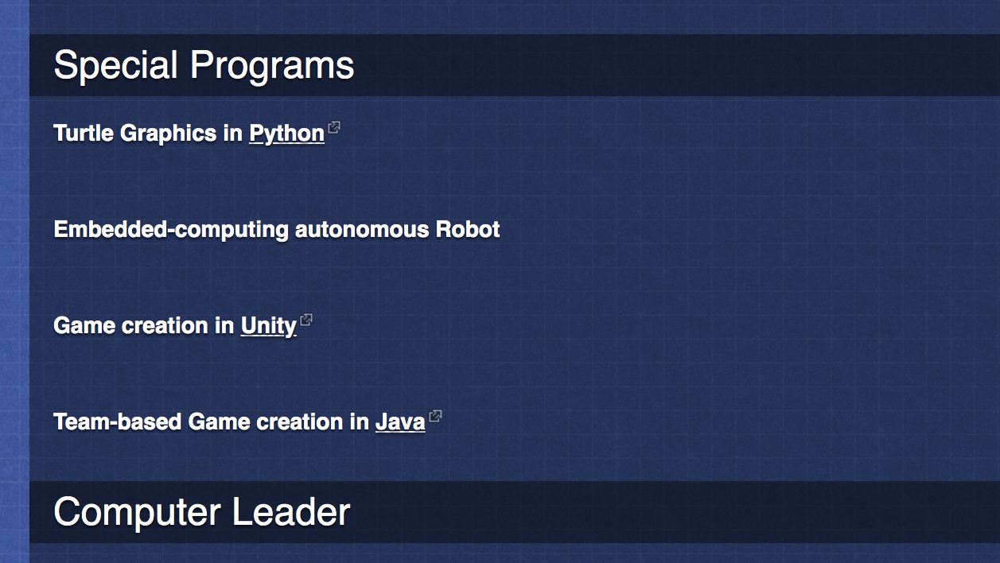 Special Programs
Turtle Graphics in Python
Embedded-computing autonomous Robot
Game creation in Unity
Team-based Game creation in Java
Computer Leader